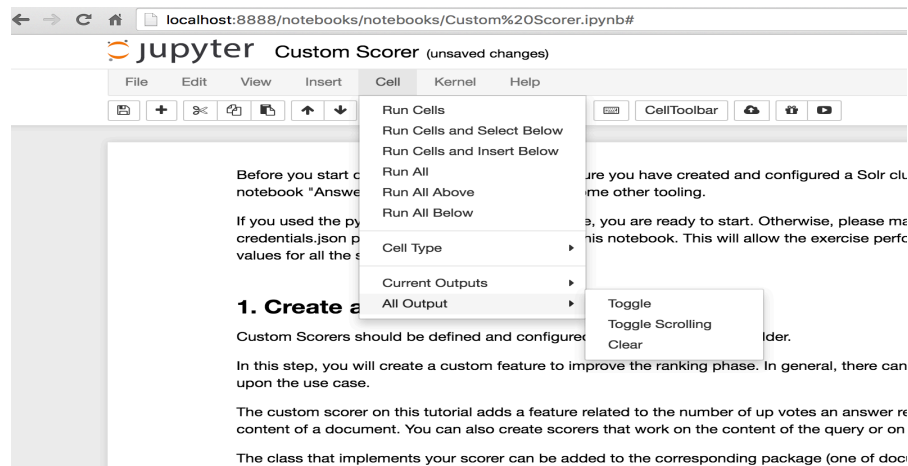 localhost:8888/notebooks/notebooks/Custom%20Scorer.ipynb#
jupyter Custom Scorer (unsaved changes)
File Edit View Insert Cell Kernel Help
CellToolbar
Run Cells
Run Cells and Select Below
Run Cells and Insert Below
Run All
Run All Above
Run All Below
Cell Type
Current Outputs
All Output
Toggle
Toggle Scrolling
Clear
Before you start ure you have created and configured a Solr
notebook "Answe me other tooling.
If you used the py , you are ready to start. Otherwise, please
credentials.json his notebook. This will allow the exercise
values for all the
1. Create a
Custom Scorers should be defined and configured lder.
In this step, you will create a custom feature to improve the ranking phase. In general, there can
upon the use case.
The custom scorer on this tutorial adds a feature related to the number of up votes an answer
content of a document. You can also create scorers that work on the content of the query or on
The class that implements your scorer can be added to the corresponding package (one of